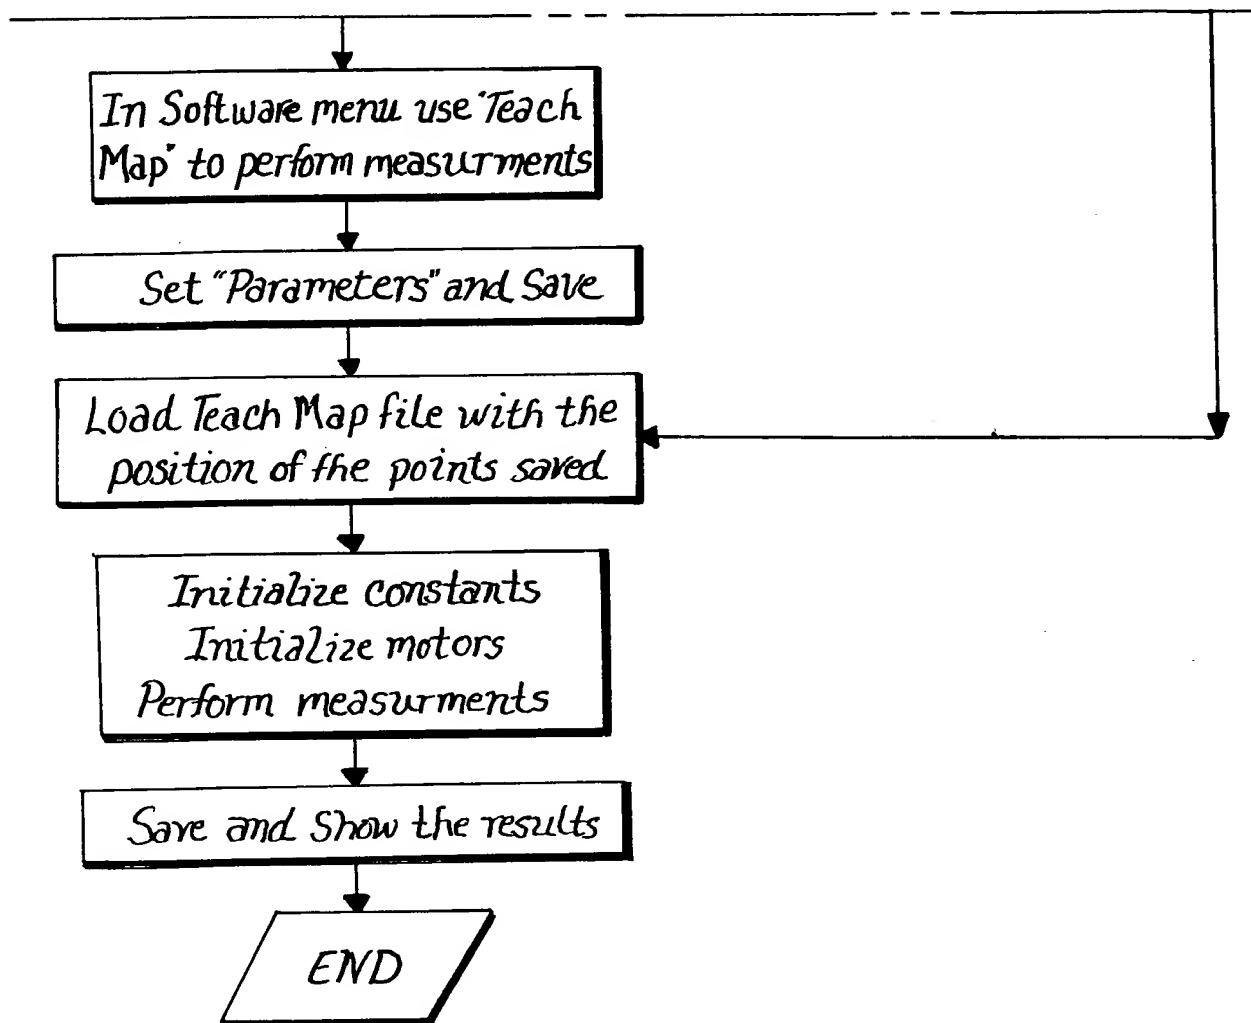 In Software menu use "Teach
Map" to perform measurments
Set "Parameters" and Save
Load Teach Map file with the
position of the points saved
Initialize constants
Initialize motors
Perform measurments
Save and Show the results
END